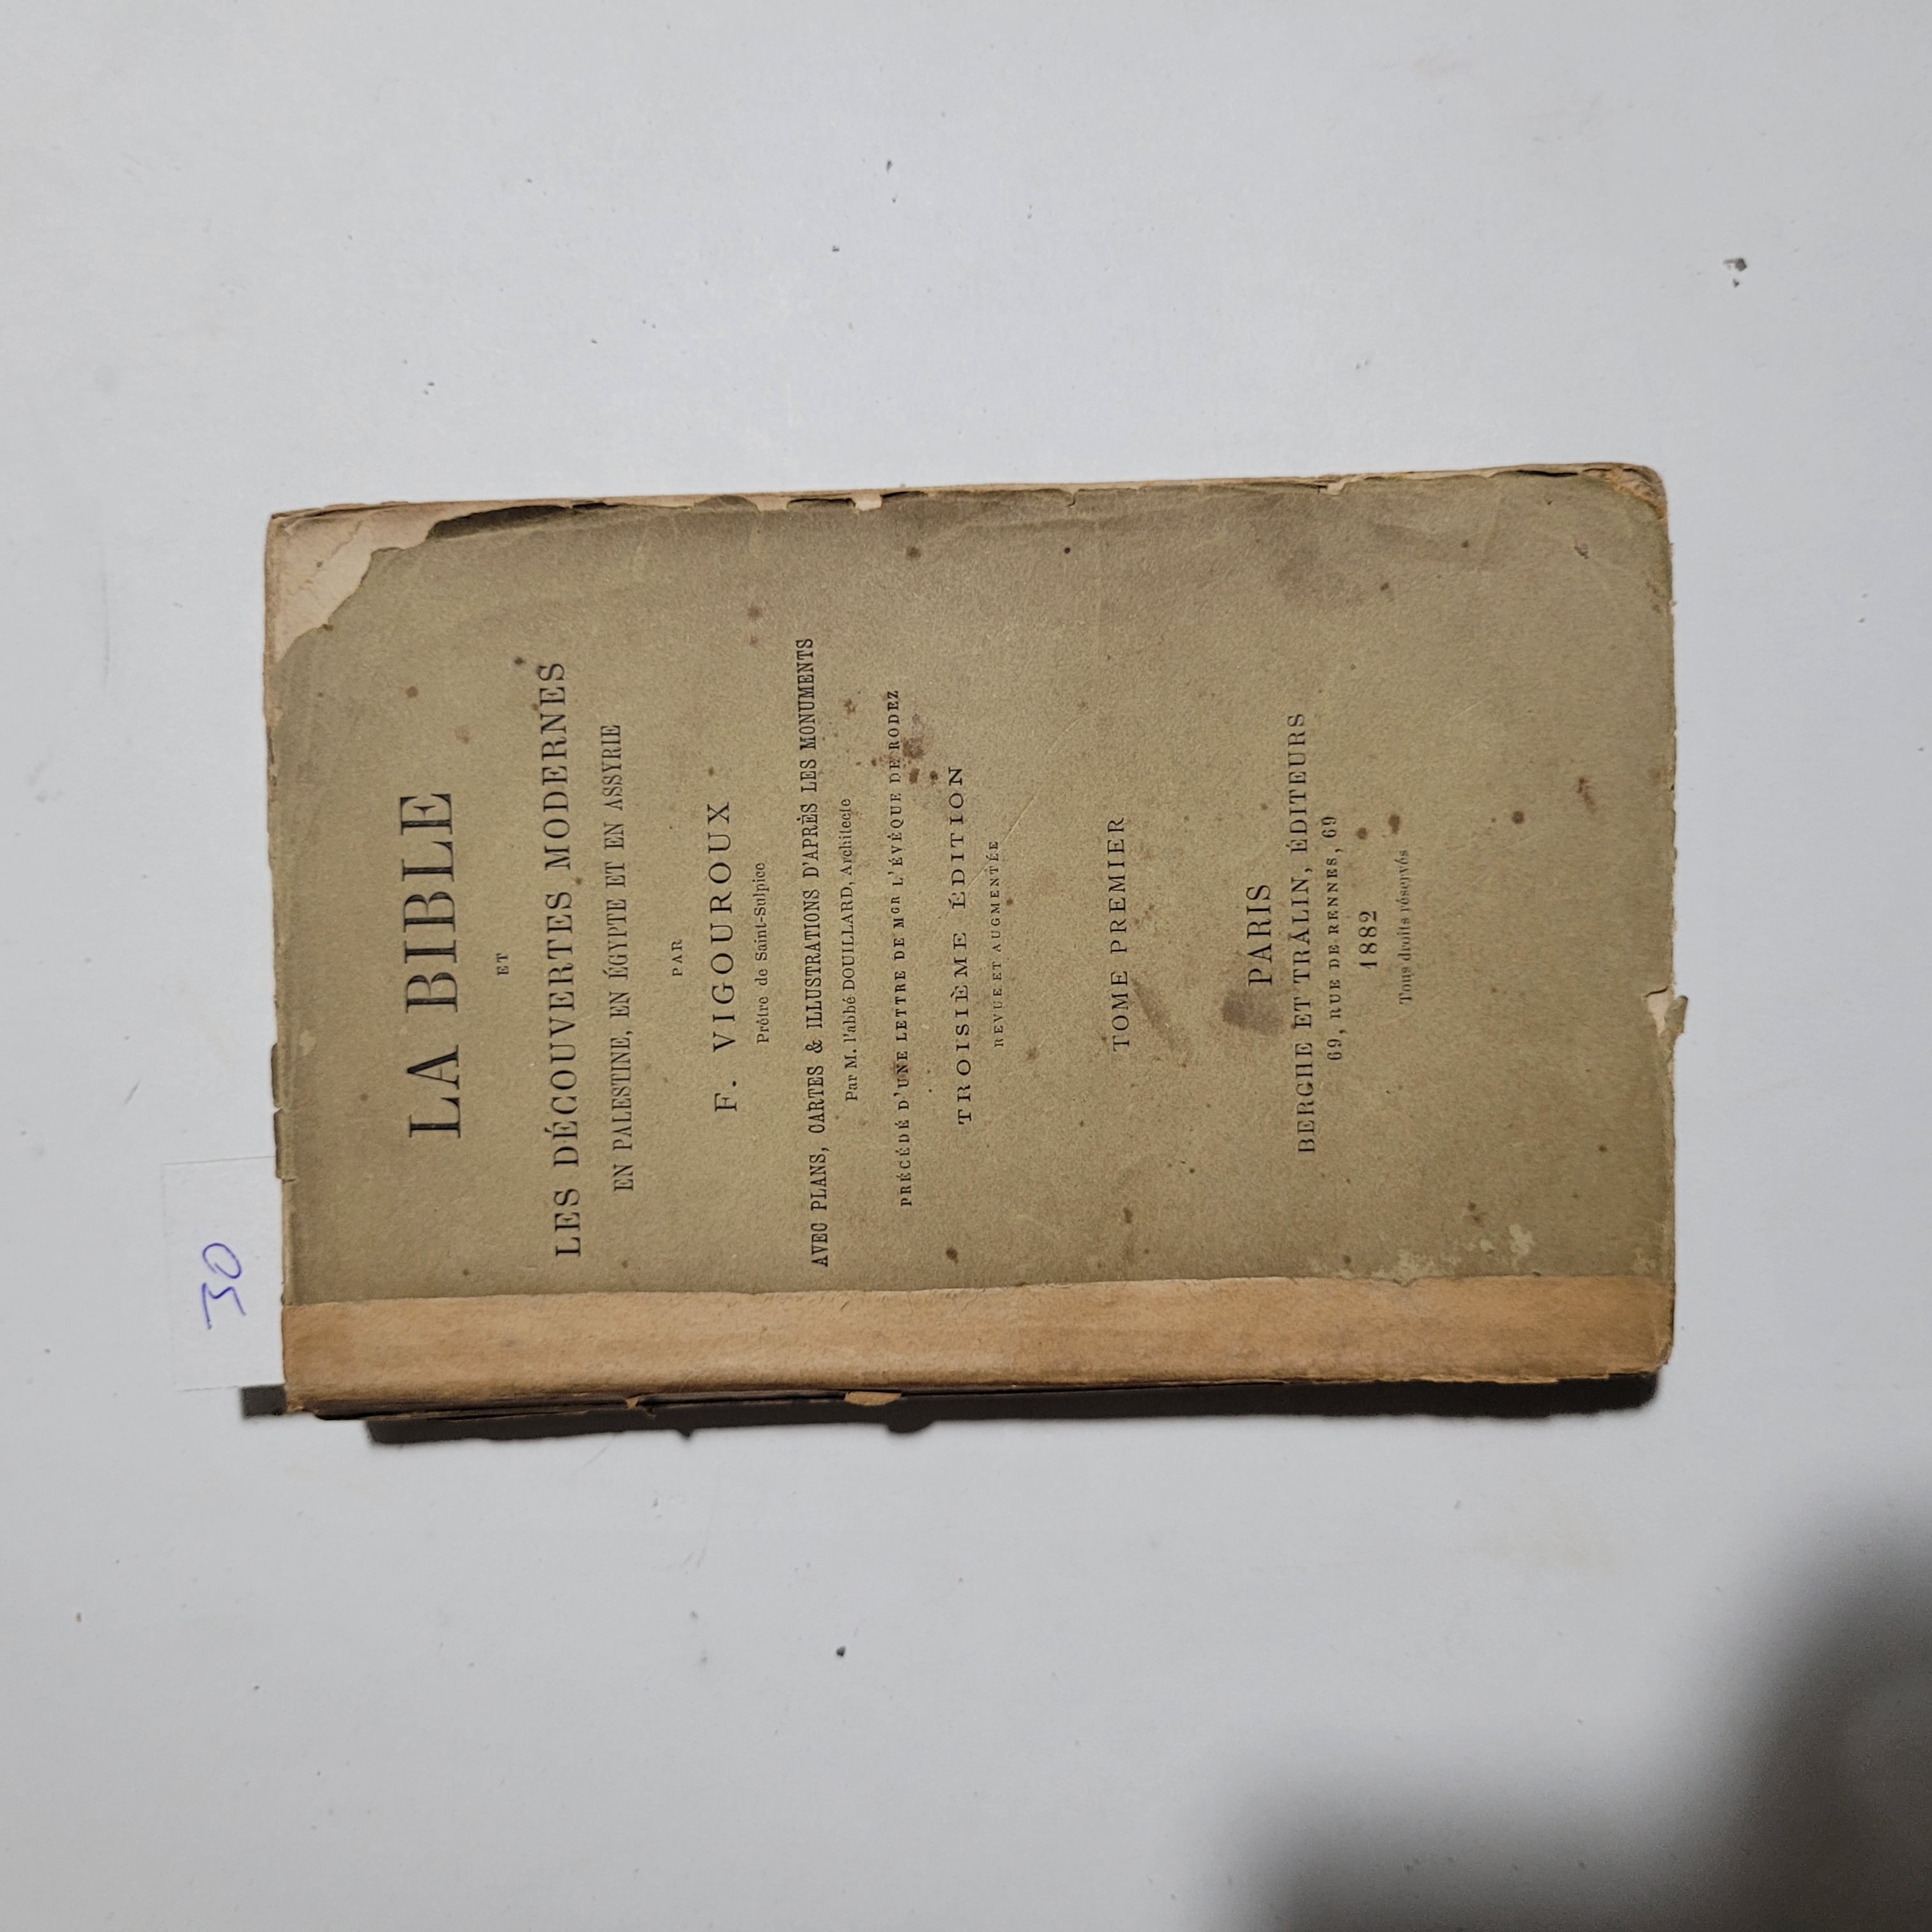 30
LA BIBLE
ET
LES DÉCOUVERTES MODERNES
EN PALESTINE, EN ÉGYPTE ET EN ASSYRIE
PAR
F. VIGOUROUX
Prêtre de Saint-Sulpice
AVEC PLANS, CARTES & ILLUSTRATIONS D'APRÈS LES MONUMENTS
Par M. l'abbé DOUILLARD, Architecte
PRÉCÉDÉ D'UNE LETTRE DE MGR L'ÉVÊQUE DE RODEZ
TROISIÈME ÉDITION
REVUE ET AUGMENTÉE
TOME PREMIER
PARIS
BERCHE ET TRALIN, ÉDITEURS
69, RUE DE RENNES, 69
1882
Tous droits réservés